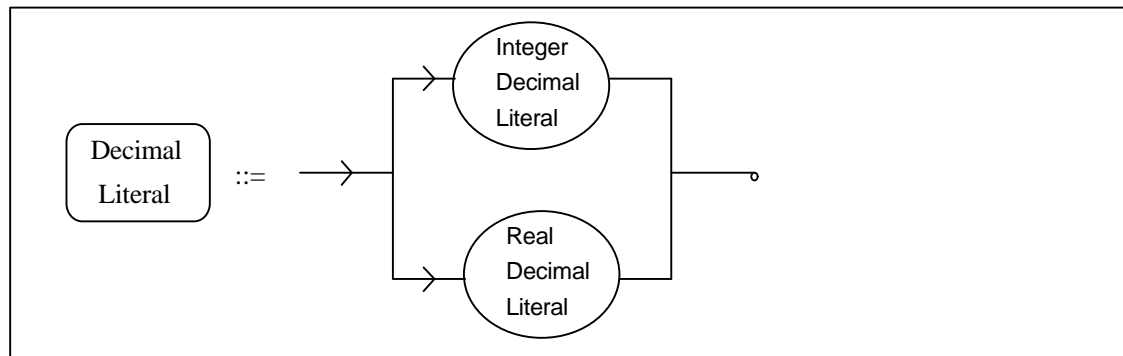 Integer
Decimal
Literal
Decimal
Literal
::=
Real
Decimal
Literal